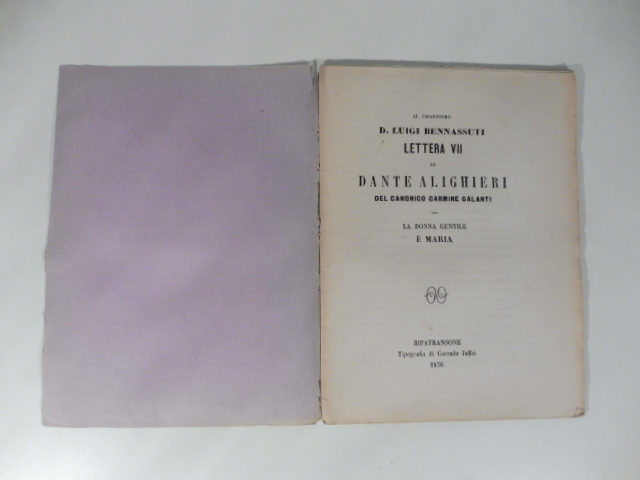 AL CHIARISSIMO
D. LUIGI BENNASSUTI
LETTERA VII
SU
DANTE ALIGHIERI
DEL CANONICO CARMINE GALANTI
LA DONNA GENTILE
È MARIA
RIPATRANSONE
Tipografia di Corrado Jaffei